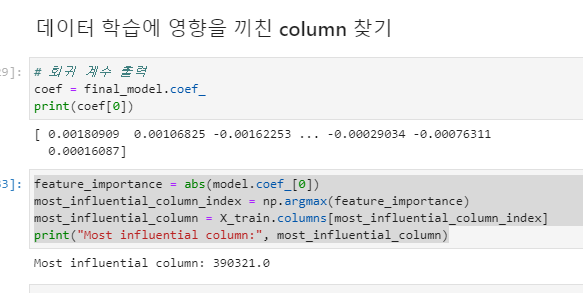 데이터 학습에 영향을 끼친 column 찾기
9]:
# 회귀 계수 출력
coef = final_model.coef_
print(coef[0])
[ 0.00180909  0.00106825 -0.00162253 ... -0.00029034 -0.00076311
  0.00016087]
33]:
feature_importance = abs(model.coef_[0])
most_influential_column_index = np.argmax(feature_importance)
most_influential_column = X_train.columns[most_influential_column_index]
print("Most influential column:", most_influential_column)
Most influential column: 390321.0